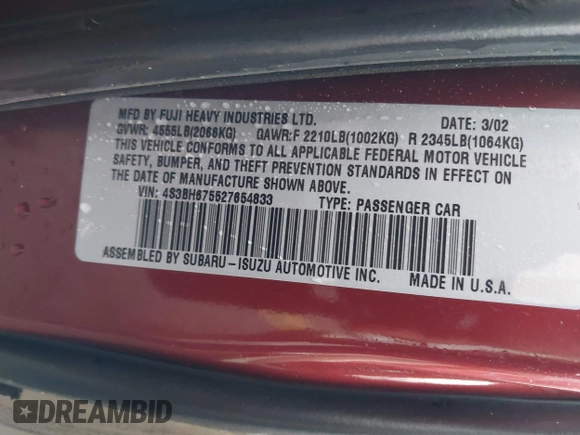 MFD BY FUJI HEAVY INDUSTRIES LTD. DATE: 3/02
GVWR: 4555LB(2068KG) GAWR:F 2210LB(1002KG) R 2345LB(1064KG)
THIS VEHICLE CONFORMS TO ALL APPLICABLE FEDERAL MOTOR VEHICLE
SAFETY, BUMPER, AND THEFT PREVENTION STANDARDS IN EFFECT ON
THE DATE OF MANUFACTURE SHOWN ABOVE.
VIN: 4S3BH675527654833 TYPE: PASSENGER CAR
ASSEMBLED BY SUBARU-ISUZU AUTOMOTIVE INC. MADE IN U.S.A.
DREAMBID